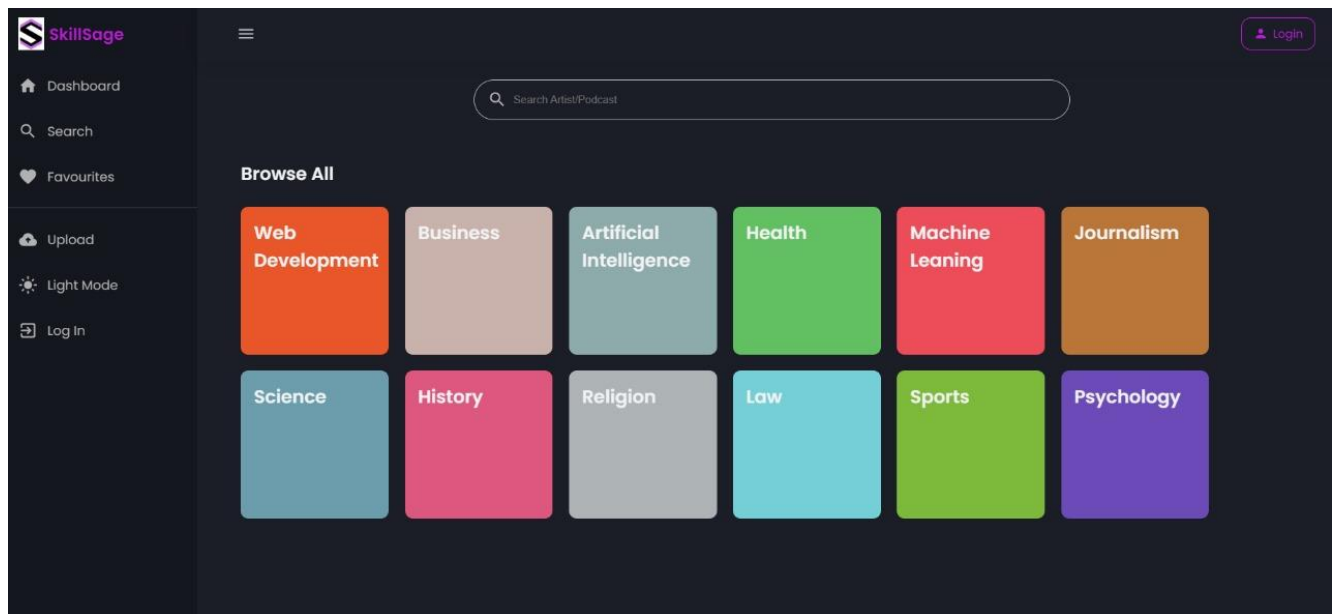 SkillSage
Login
Dashboard
Search
Favourites
Upload
Light Mode
Log In
Search Artist/Podcast
Browse All
Web
Development
Business
Artificial
Intelligence
Health
Machine
Leaning
Journalism
Science
History
Religion
Law
Sports
Psychology